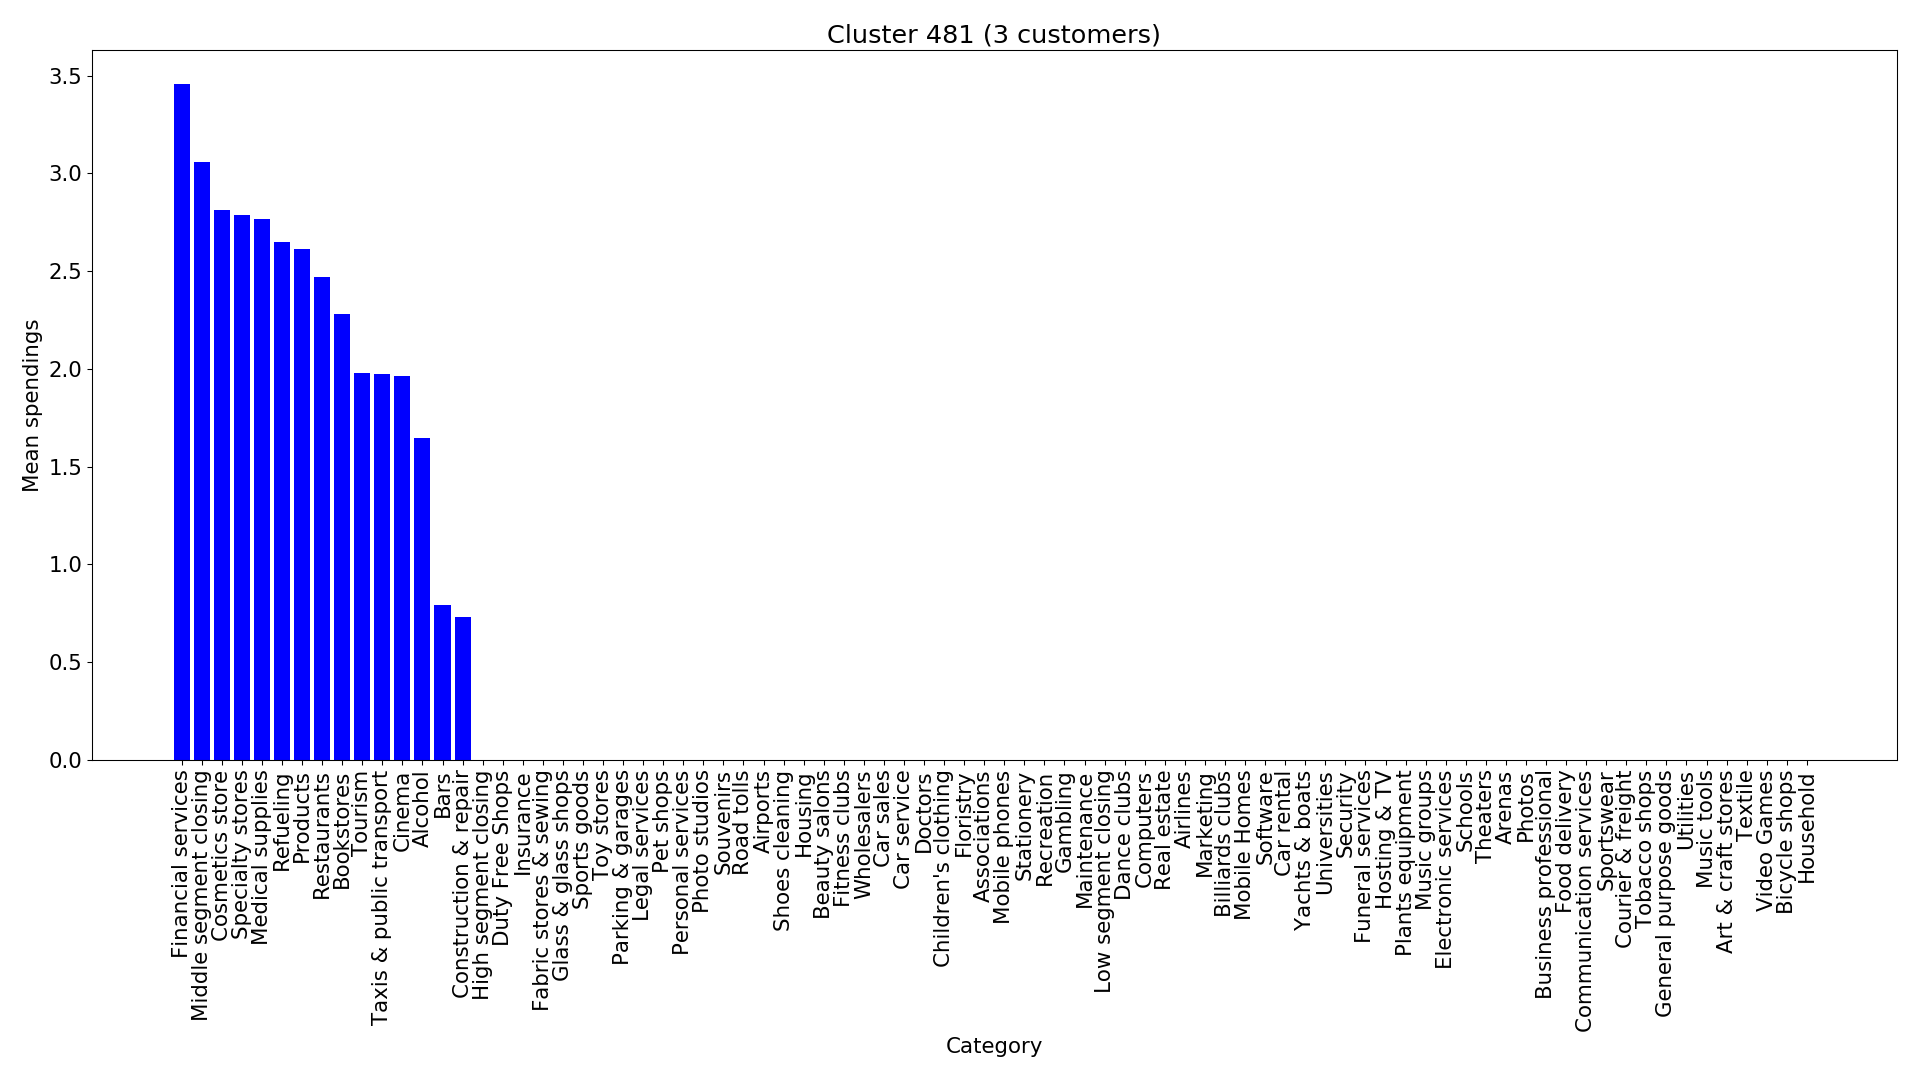 Cluster 481 (3 customers)
Mean spendings
3.5
3.0
2.5
2.0
1.5
1.0
0.5
0.0
Financial services
Middle segment closing
Cosmetics store
Specialty stores
Medical supplies
Refueling
Products
Restaurants
Bookstores
Tourism
Taxis & public transport
Cinema
Alcohol
Bars
Construction & repair
High segment closing
Duty Free Shops
Insurance
Fabric stores & sewing
Glass & glass shops
Sports goods
Toy stores
Parking & garages
Legal services
Pet shops
Personal services
Photo studios
Souvenirs
Road tolls
Airports
Shoes cleaning
Housing
Beauty salons
Fitness clubs
Wholesalers
Car sales
Car service
Doctors
Children's clothing
Floristry
Associations
Mobile phones
Stationery
Recreation
Gambling
Maintenance
Low segment closing
Dance clubs
Computers
Real estate
Airlines
Marketing
Billiards clubs
Mobile Homes
Software
Car rental
Yachts & boats
Universities
Security
Funeral services
Hosting & TV
Plants equipment
Music groups
Electronic services
Schools
Theaters
Arenas
Photos
Business professional
Food delivery
Communication services
Sportswear
Courier & freight
Tobacco shops
General purpose goods
Utilities
Music tools
Art & craft stores
Textile
Video Games
Bicycle shops
Household
Category